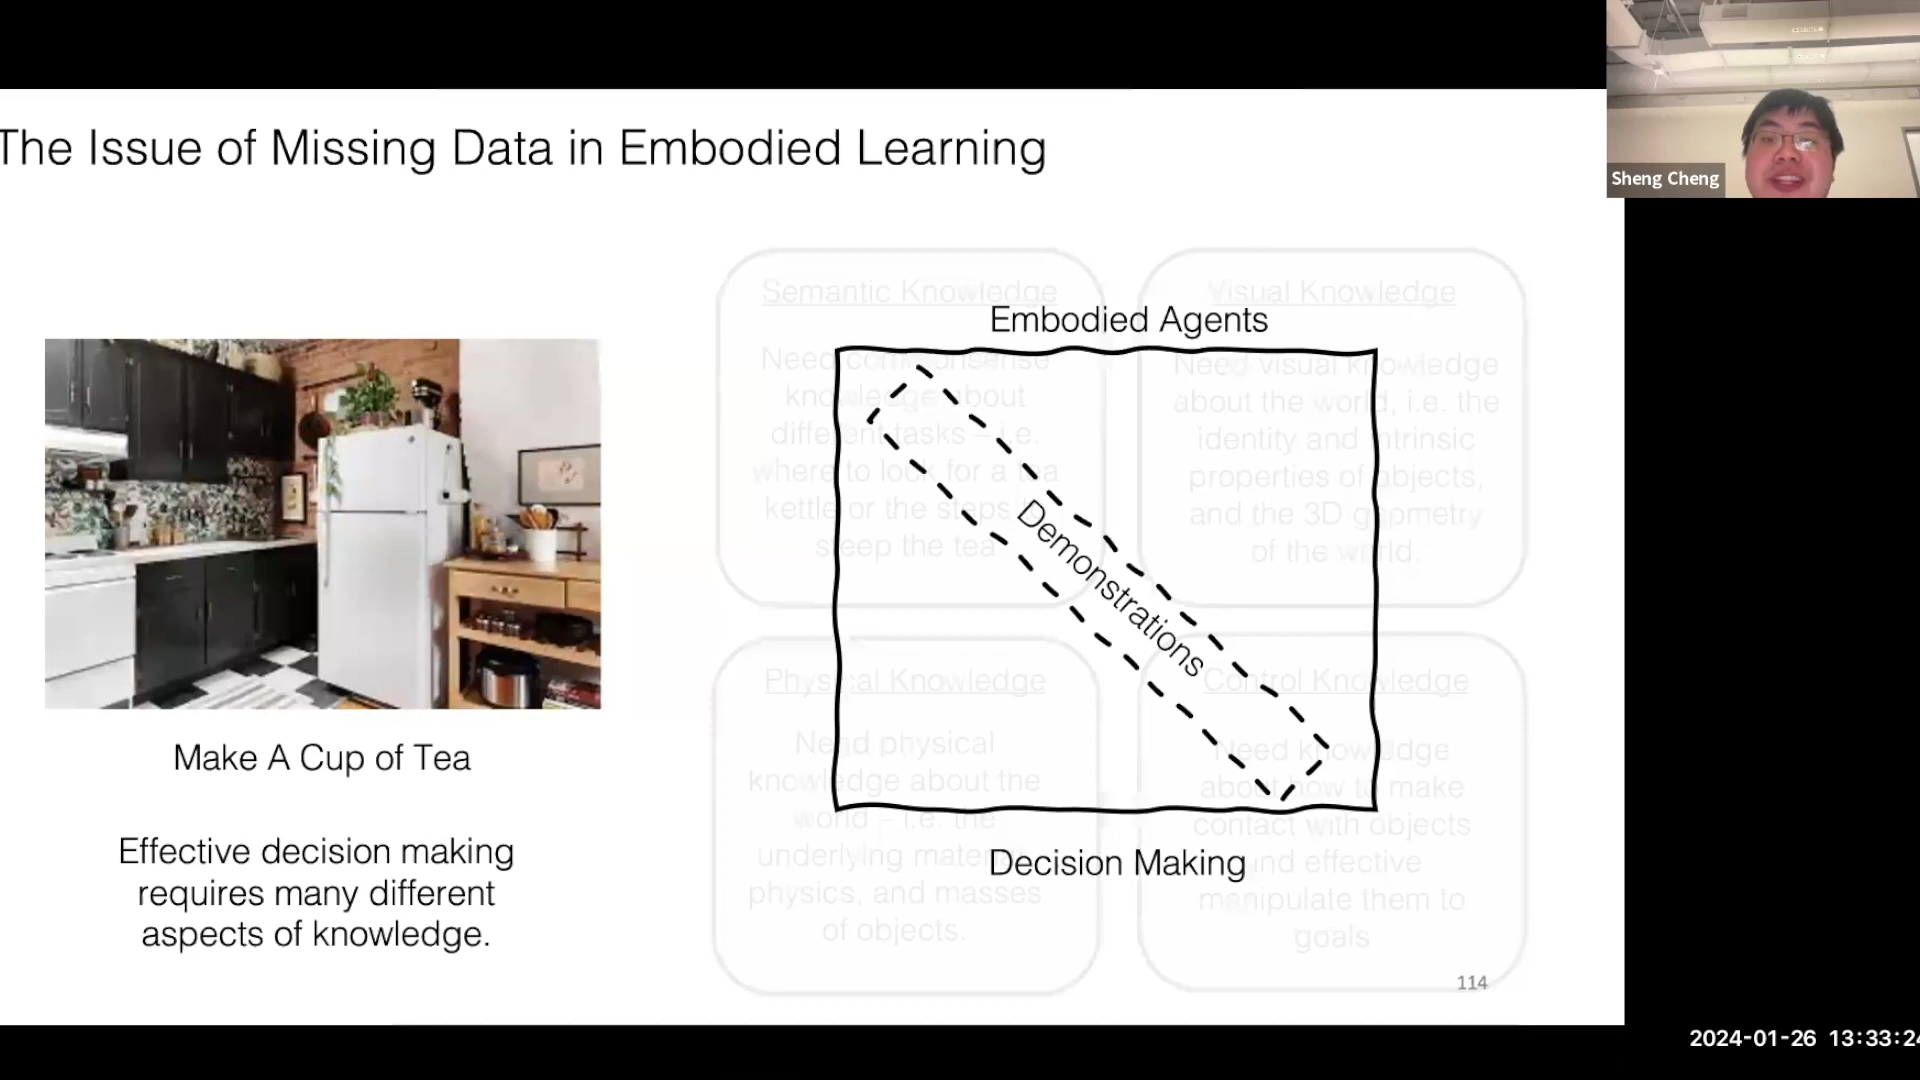 The Issue of Missing Data in Embodied Learning
Sheng Cheng
Semantic Knowledge
Need commonsense
knowledge about
different tasks – i.e.
where to look for a tea
kettle or the steps
steep the tea
Visual Knowledge
Need visual knowledge
about the world, i.e. the
identity and intrinsic
properties of objects,
and the 3D geometry
of the world.
Embodied Agents
Demonstrations
Decision Making
Physical Knowledge
Need physical
knowledge about the
world – i.e. the
underlying material
physics, and masses
of objects.
Control Knowledge
Need knowledge
about how to make
contact with objects
and effective
manipulate them to
goals
Make A Cup of Tea
Effective decision making
requires many different
aspects of knowledge.
114
2024-01-26 13:33:24